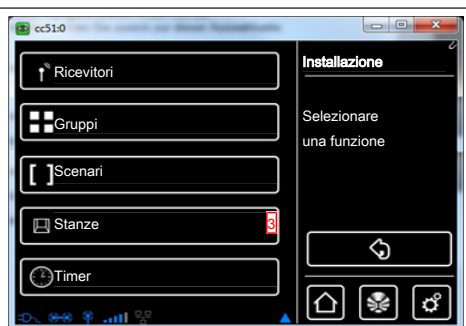 cc51:0
Ricevitori
Gruppi
Scenari
Stanze 3
Timer
Installazione
Selezionare
una funzione